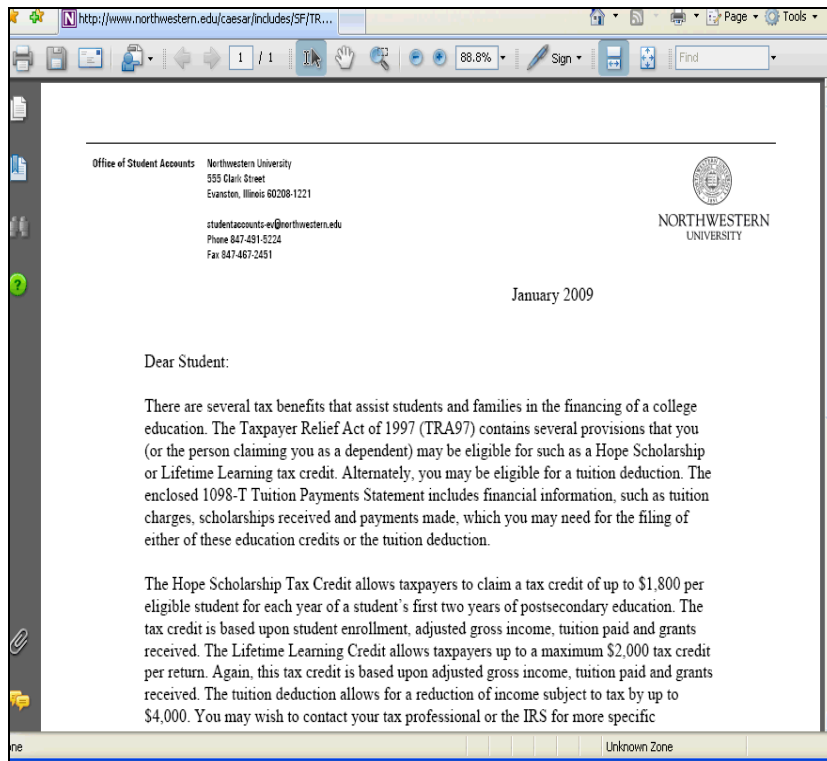 http://www.northwestern.edu/caesar/includes/SF/TR...
Page
Tools
1 / 1
88.8%
Sign
Find
Office of Student Accounts
Northwestern University
555 Clark Street
Evanston, Illinois 60208-1221
studentaccounts-ev@northwestern.edu
Phone 847-491-5224
Fax 847-467-2451
NORTHWESTERN
UNIVERSITY
January 2009
Dear Student:
There are several tax benefits that assist students and families in the financing of a college
education. The Taxpayer Relief Act of 1997 (TRA97) contains several provisions that you
(or the person claiming you as a dependent) may be eligible for such as a Hope Scholarship
or Lifetime Learning tax credit. Alternately, you may be eligible for a tuition deduction. The
enclosed 1098-T Tuition Payments Statement includes financial information, such as tuition
charges, scholarships received and payments made, which you may need for the filing of
either of these education credits or the tuition deduction.
The Hope Scholarship Tax Credit allows taxpayers to claim a tax credit of up to $1,800 per
eligible student for each year of a student's first two years of postsecondary education. The
tax credit is based upon student enrollment, adjusted gross income, tuition paid and grants
received. The Lifetime Learning Credit allows taxpayers up to a maximum $2,000 tax credit
per return. Again, this tax credit is based upon adjusted gross income, tuition paid and grants
received. The tuition deduction allows for a reduction of income subject to tax by up to
$4,000. You may wish to contact your tax professional or the IRS for more specific
one
Unknown Zone